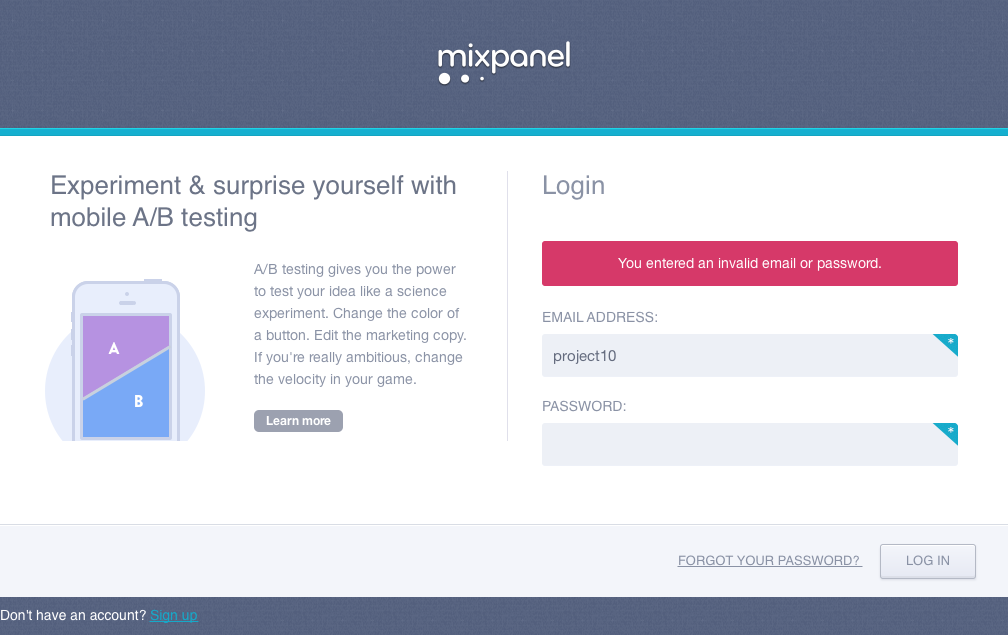 mixpanel
Experiment & surprise yourself with
mobile A/B testing
A
B
A/B testing gives you the power
to test your idea like a science
experiment. Change the color of
a button. Edit the marketing copy.
If you're really ambitious, change
the velocity in your game.
Learn more
Login
You entered an invalid email or password.
EMAIL ADDRESS:
project10
*
PASSWORD:
*
FORGOT YOUR PASSWORD?
LOG IN
Don't have an account? Sign up